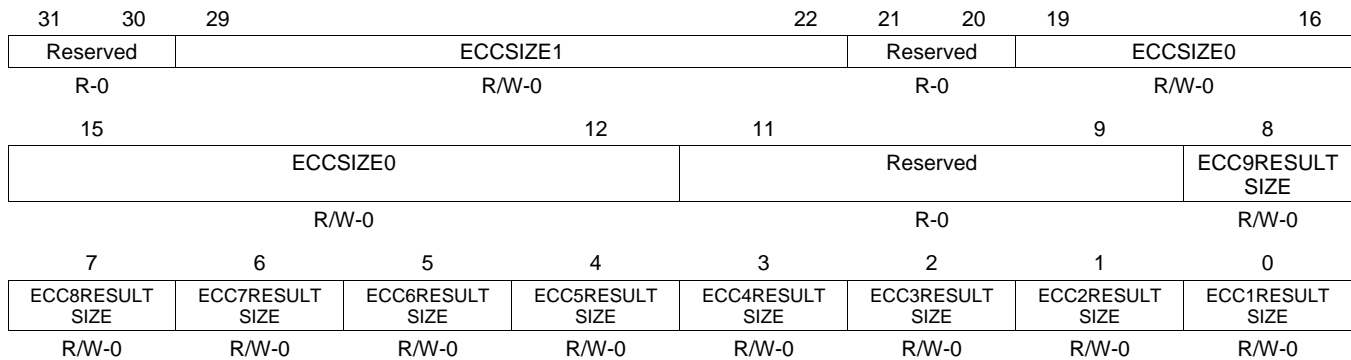 31 30 29 22 21 20 19 16
Reserved ECCSIZE1 Reserved ECCSIZE0
R-0 R/W-0 R-0 R/W-0
15 12 11 9 8
ECCSIZE0 Reserved ECC9RESULT
SIZE
R/W-0 R-0 R/W-0
7 6 5 4 3 2 1 0
ECC8RESULT ECC7RESULT ECC6RESULT ECC5RESULT ECC4RESULT ECC3RESULT ECC2RESULT ECC1RESULT
SIZE SIZE SIZE SIZE SIZE SIZE SIZE SIZE
R/W-0 R/W-0 R/W-0 R/W-0 R/W-0 R/W-0 R/W-0 R/W-0